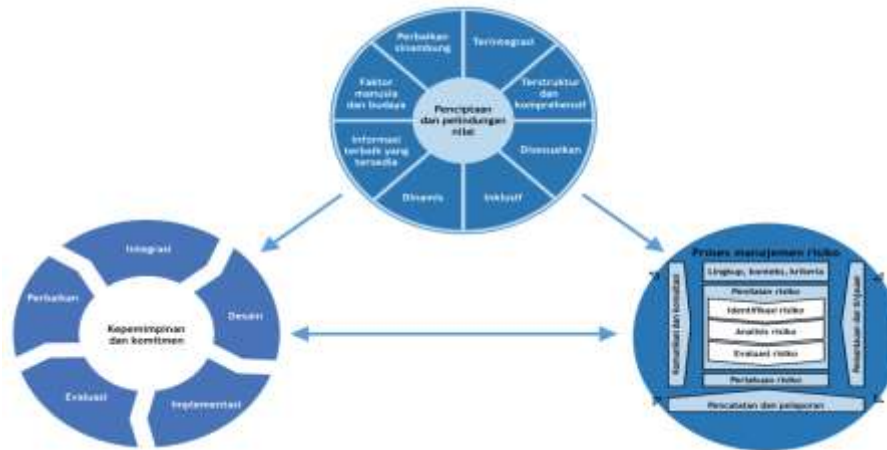 Perbaikan
sinambung
Terintegrasi
Faktor
manusia
dan budaya
Terstruktur
dan
komprehensif
Penciptaan
dan pelindungan
nilai
Informasi
terbaik yang
tersedia
Disesuaikan
Dinamis
Inklusif
Integrasi
Perbaikan
Desain
Kepemimpinan
dan komitmen
Evaluasi
Implementasi
Proses manajemen risiko
Lingkup, konteks, kriteria
Penilaian risiko
Identifikasi risiko
Analisis risiko
Evaluasi risiko
Perlakuan risiko
Komunikasi dan konsultasi
Pemantauan dan tinjauan
Pencatatan dan pelaporan